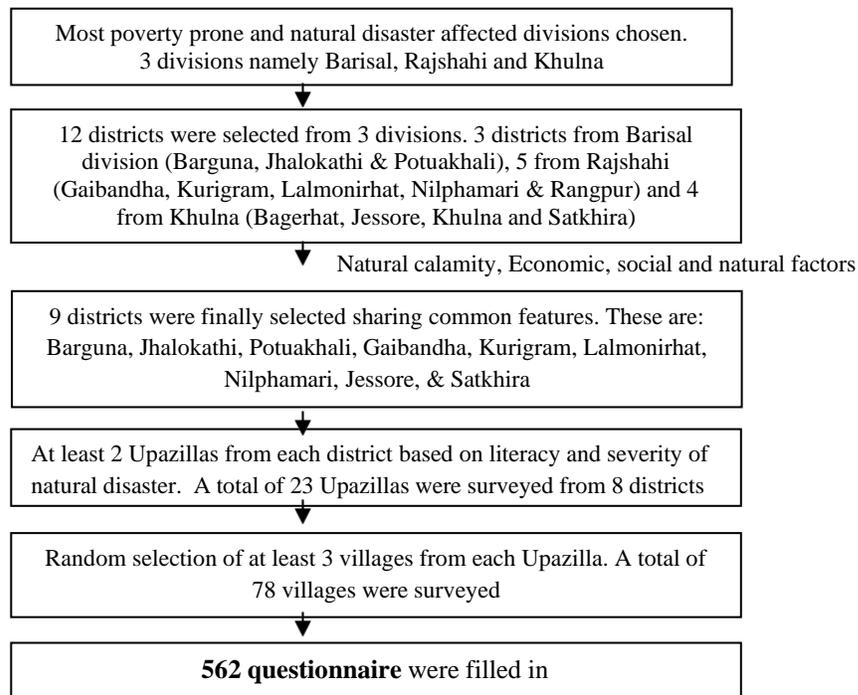 Most poverty prone and natural disaster affected divisions chosen.
3 divisions namely Barisal, Rajshahi and Khulna
12 districts were selected from 3 divisions. 3 districts from Barisal
division (Barguna, Jhalokathi & Potuakhali), 5 from Rajshahi
(Gaibandha, Kurigram, Lalmonirhat, Nilphamari & Rangpur) and 4
from Khulna (Bagerhat, Jessore, Khulna and Satkhira)
Natural calamity, Economic, social and natural factors
9 districts were finally selected sharing common features. These are:
Barguna, Jhalokathi, Potuakhali, Gaibandha, Kurigram, Lalmonirhat,
Nilphamari, Jessore, & Satkhira
At least 2 Upazillas from each district based on literacy and severity of
natural disaster. A total of 23 Upazillas were surveyed from 8 districts
Random selection of at least 3 villages from each Upazilla. A total of
78 villages were surveyed
562 questionnaire were filled in